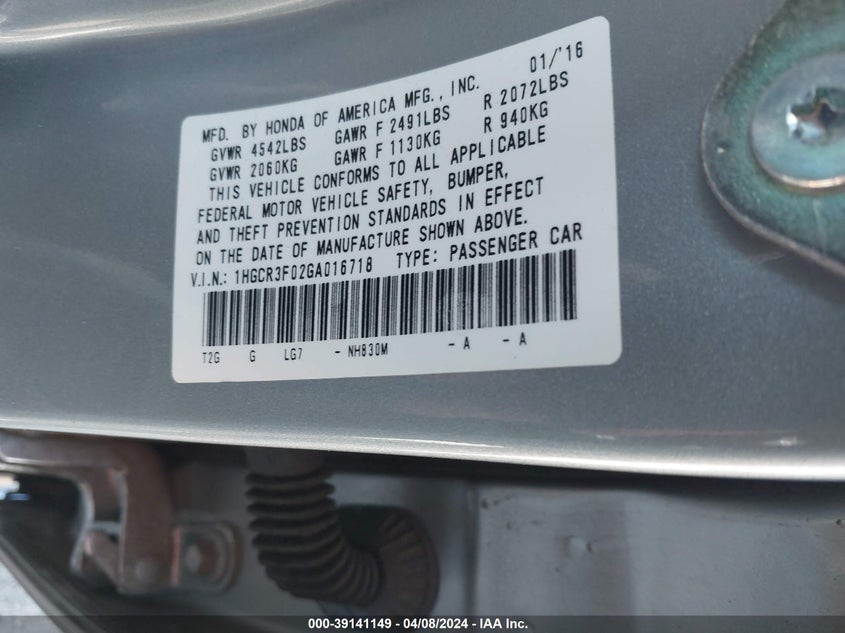 MFD. BY HONDA OF AMERICA MFG., INC. 01/'16
GVWR 4542LBS GAWR F 2491LBS R 2072LBS
GVWR 2060KG GAWR F 1130KG R 940KG
THIS VEHICLE CONFORMS TO ALL APPLICABLE
FEDERAL MOTOR VEHICLE SAFETY, BUMPER,
AND THEFT PREVENTION STANDARDS IN EFFECT
ON THE DATE OF MANUFACTURE SHOWN ABOVE.
V.I.N.: 1HGCR3F02GA016718 TYPE: PASSENGER CAR
T2G G LG7 - NH830M - A - A
000-39141149 - 04/08/2024 - IAA Inc.